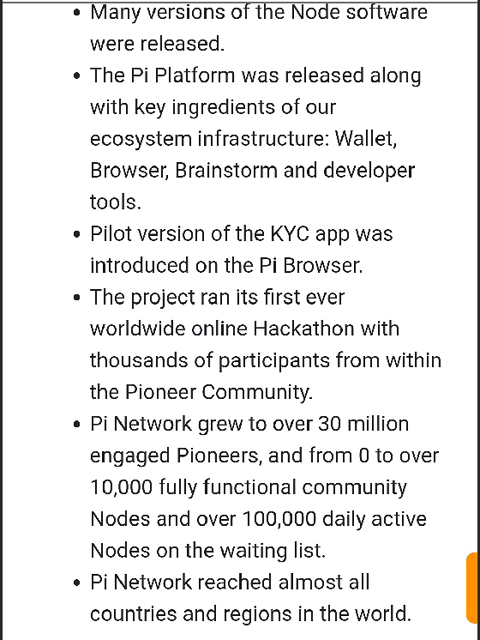 • Many versions of the Node software
were released.
• The Pi Platform was released along
with key ingredients of our
ecosystem infrastructure: Wallet,
Browser, Brainstorm and developer
tools.
• Pilot version of the KYC app was
introduced on the Pi Browser.
• The project ran its first ever
worldwide online Hackathon with
thousands of participants from within
the Pioneer Community.
• Pi Network grew to over 30 million
engaged Pioneers, and from 0 to over
10,000 fully functional community
Nodes and over 100,000 daily active
Nodes on the waiting list.
• Pi Network reached almost all
countries and regions in the world.